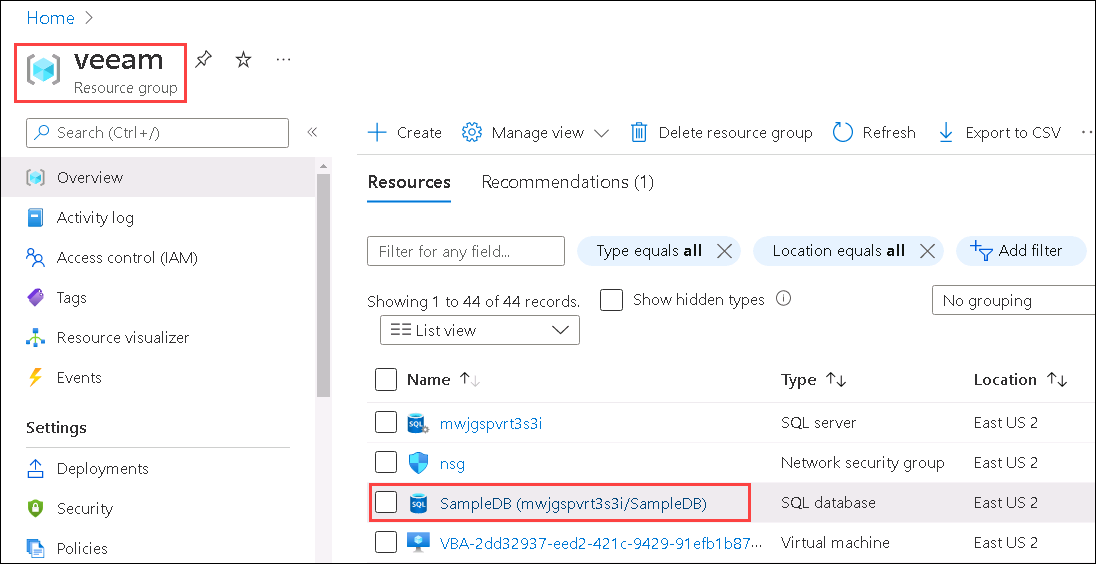 Home
veeam
Resource group
Search (Ctrl+/)
Create
Manage view
Delete resource group
Refresh
Export to CSV
Overview
Activity log
Access control (IAM)
Tags
Resource visualizer
Events
Settings
Deployments
Security
Policies
Resources Recommendations (1)
Filter for any field...
Type equals all
Location equals all
Add filter
Showing 1 to 44 of 44 records.
Show hidden types
No grouping
List view
Name Type Location
mwjgspvrt3s3i SQL server East US 2
nsg Network security group East US 2
SampleDB (mwjgspvrt3s3i/SampleDB) SQL database East US 2
VBA-2dd32937-eed2-421c-9429-91efb1b87... Virtual machine East US 2